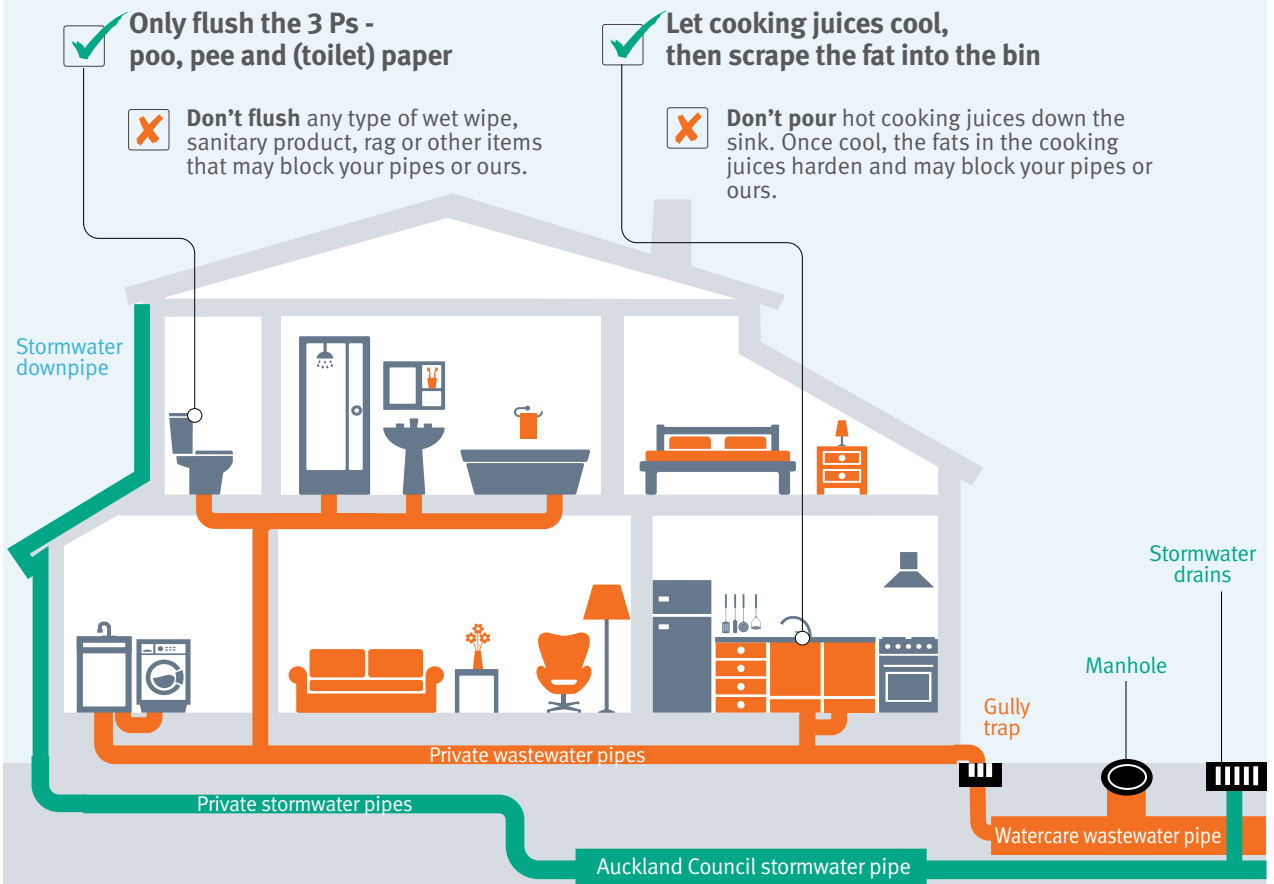 Only flush the 3 Ps -
poo, pee and (toilet) paper
Don't flush any type of wet wipe,
sanitary product, rag or other items
that may block your pipes or ours.
Let cooking juices cool,
then scrape the fat into the bin
Don't pour hot cooking juices down the
sink. Once cool, the fats in the cooking
juices harden and may block your pipes or
ours.
Stormwater
downpipe
Stormwater
drains
Manhole
Gully
trap
Private wastewater pipes
Private stormwater pipes
Watercare wastewater pipe
Auckland Council stormwater pipe